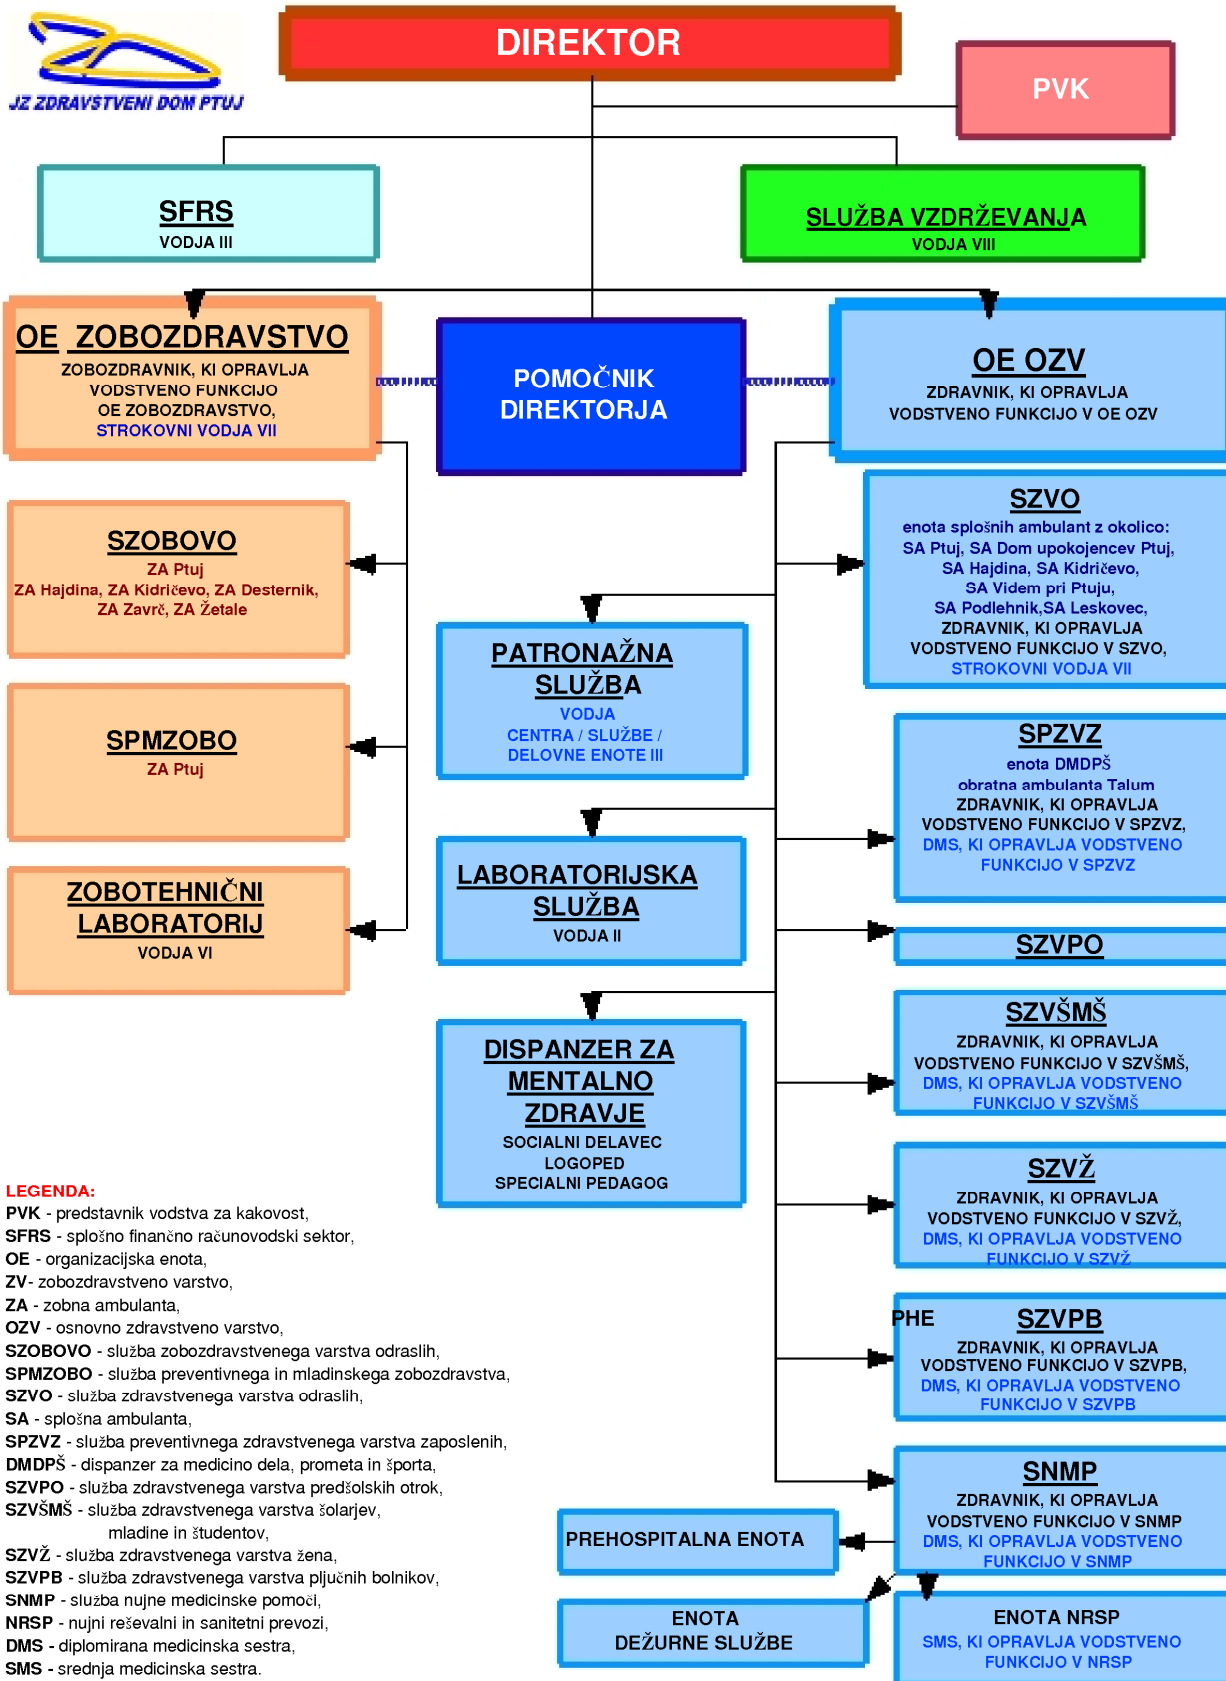 DIREKTOR
JZ ZDRAVSTVENI DOM PTUJ
PVK
SFRS
VODJA III
SLUŽBA VZDRŽEVANJA
VODJA VIII
OE ZOBOZDRAVSTVO
ZOBOZDRAVNIK, KI OPRAVLJA
VODSTVENO FUNKCIJO
OE ZOBOZDRAVSTVO,
STROKOVNI VODJA VII
POMOČNIK
DIREKTORJA
OE OZV
ZDRAVNIK, KI OPRAVLJA
VODSTVENO FUNKCIJO V OE OZV
SZOBOVO
ZA Ptuj
ZA Hajdina, ZA Kidričevo, ZA Desternik,
ZA Zavrč, ZA Žetale
SPMZOBO
ZA Ptuj
ZOBOTEHNIČNI
LABORATORIJ
VODJA VI
PATRONAŽNA
SLUŽBA
VODJA
CENTRA / SLUŽBE /
DELOVNE ENOTE III
LABORATORIJSKA
SLUŽBA
VODJA II
DISPANZER ZA
MENTALNO
ZDRAVJE
SOCIALNI DELAVEC
LOGOPED
SPECIALNI PEDAGOG
SZVO
enota splošnih ambulant z okolico:
SA Ptuj, SA Dom upokojencev Ptuj,
SA Hajdina, SA Kidričevo,
SA Videm pri Ptuju,
SA Podlehnik,SA Leskovec,
ZDRAVNIK, KI OPRAVLJA
VODSTVENO FUNKCIJO V SZVO,
STROKOVNI VODJA VII
SPZVZ
enota DMDPŠ
obratna ambulanta Talum
ZDRAVNIK, KI OPRAVLJA
VODSTVENO FUNKCIJO V SPZVZ,
DMS, KI OPRAVLJA VODSTVENO
FUNKCIJO V SPZVZ
SZVPO
SZVŠMŠ
ZDRAVNIK, KI OPRAVLJA
VODSTVENO FUNKCIJO V SZVŠMŠ,
DMS, KI OPRAVLJA VODSTVENO
FUNKCIJO V SZVŠMŠ
SZVŽ
ZDRAVNIK, KI OPRAVLJA
VODSTVENO FUNKCIJO V SZVŽ,
DMS, KI OPRAVLJA VODSTVENO
FUNKCIJO V SZVŽ
PHE
SZVPB
ZDRAVNIK, KI OPRAVLJA
VODSTVENO FUNKCIJO V SZVPB,
DMS, KI OPRAVLJA VODSTVENO
FUNKCIJO V SZVPB
SNMP
ZDRAVNIK, KI OPRAVLJA
VODSTVENO FUNKCIJO V SNMP
DMS, KI OPRAVLJA VODSTVENO
FUNKCIJO V SNMP
PREHOSPITALNA ENOTA
ENOTA
DEŽURNE SLUŽBE
ENOTA NRSP
SMS, KI OPRAVLJA VODSTVENO
FUNKCIJO V NRSP
LEGENDA:
PVK - predstavnik vodstva za kakovost,
SFRS - splošno finančno računovodski sektor,
OE - organizacijska enota,
ZV- zobozdravstveno varstvo,
ZA - zobna ambulanta,
OZV - osnovno zdravstveno varstvo,
SZOBOVO - služba zobozdravstvenega varstva odraslih,
SPMZOBO - služba preventivnega in mladinskega zobozdravstva,
SZVO - služba zdravstvenega varstva odraslih,
SA - splošna ambulanta,
SPZVZ - služba preventivnega zdravstvenega varstva zaposlenih,
DMDPŠ - dispanzer za medicino dela, prometa in športa,
SZVPO - služba zdravstvenega varstva predšolskih otrok,
SZVŠMŠ - služba zdravstvenega varstva šolarjev,
mladine in študentov,
SZVŽ - služba zdravstvenega varstva žena,
SZVPB - služba zdravstvenega varstva pljučnih bolnikov,
SNMP - služba nujne medicinske pomoči,
NRSP - nujni reševalni in sanitetni prevozi,
DMS - diplomirana medicinska sestra,
SMS - srednja medicinska sestra.